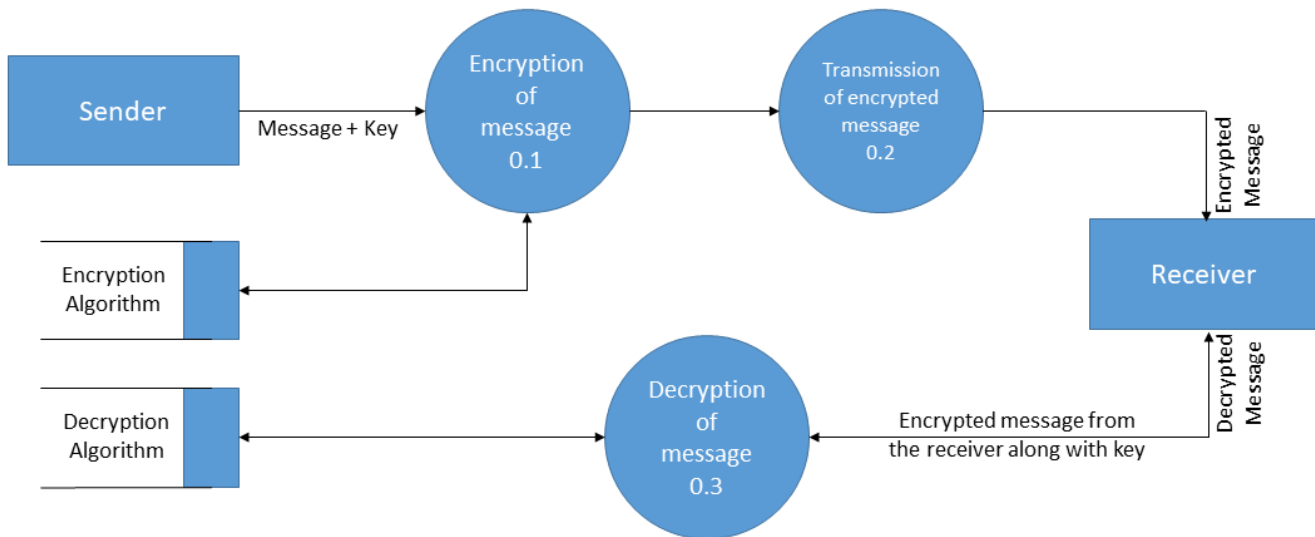 Sender
Message + Key
Encryption
of
message
0.1
Transmission
of encrypted
message
0.2
Encrypted
Message
Receiver
Encryption
Algorithm
Decryption
Algorithm
Decryption
of
message
0.3
Encrypted message from
the receiver along with key
Decrypted
Message